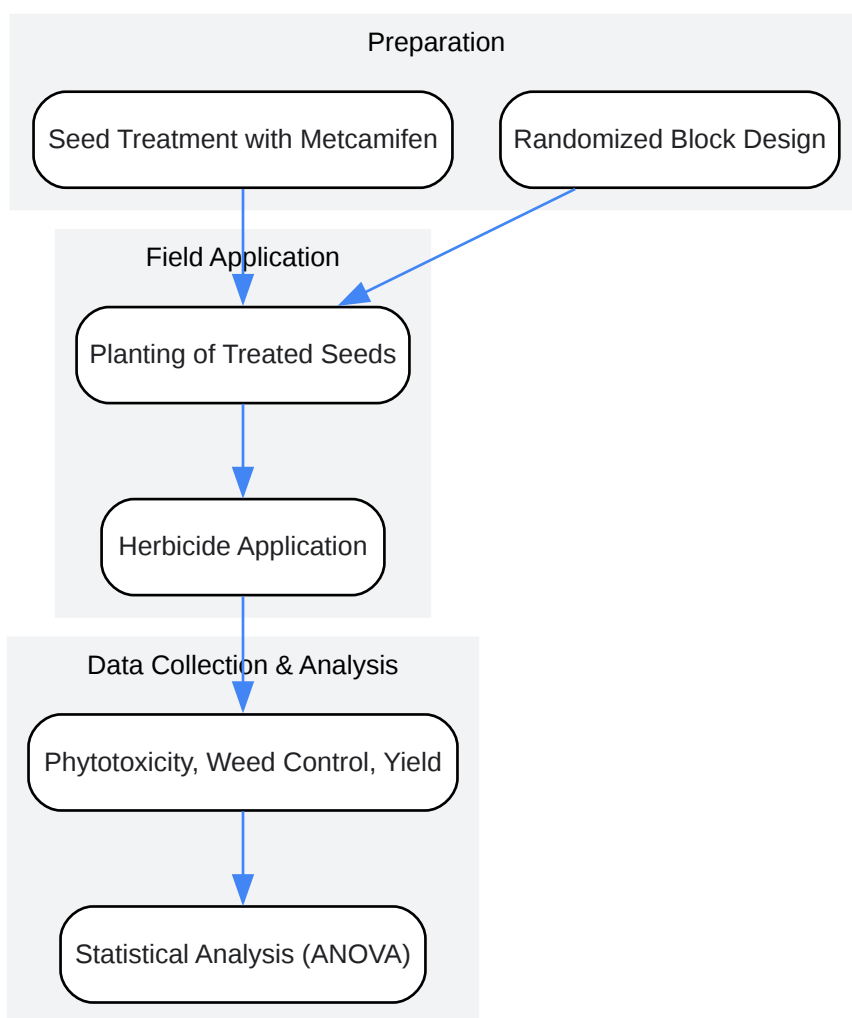 Preparation
Seed Treatment with Metcamifen
Randomized Block Design
Field Application
Planting of Treated Seeds
Herbicide Application
Data Collection & Analysis
Phytotoxicity, Weed Control, Yield
Statistical Analysis (ANOVA)